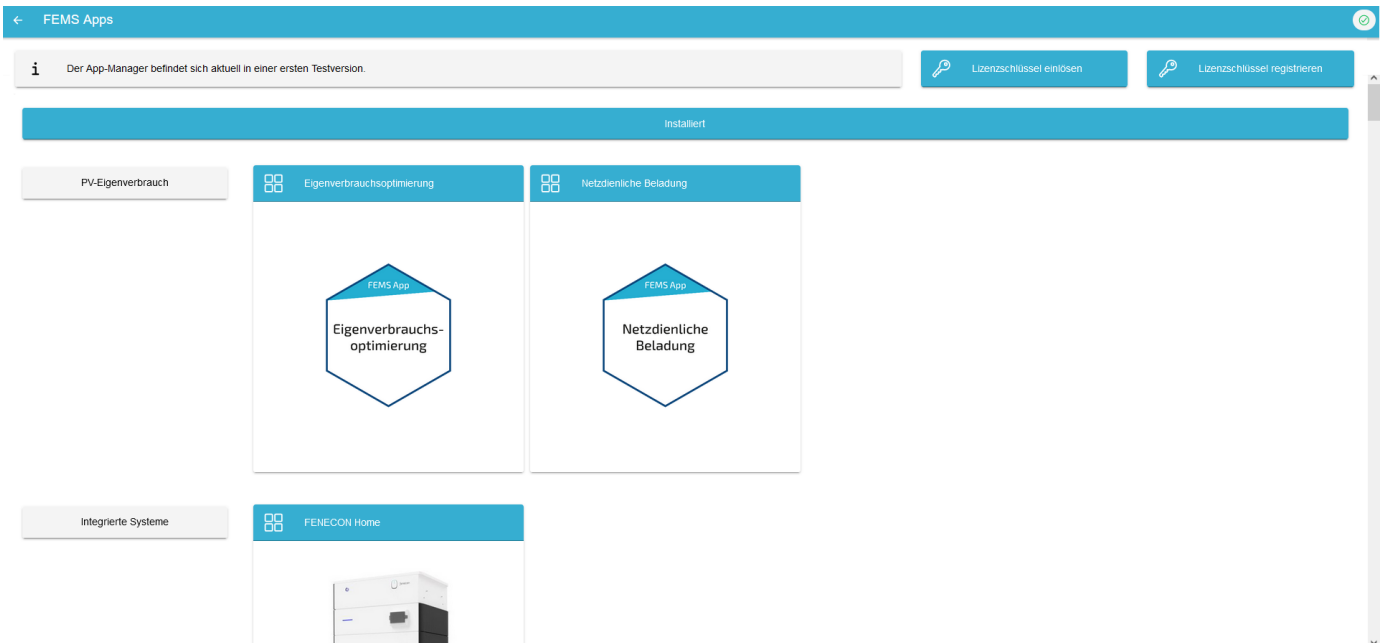 FEMS Apps
Der App-Manager befindet sich aktuell in einer ersten Testversion.
Lizenzschlüssel einlösen
Lizenzschlüssel registrieren
Installiert
PV-Eigenverbrauch
Eigenverbrauchsoptimierung
Netzdienliche Beladung
FEMS App
Eigenverbrauchs-
optimierung
FEMS App
Netzdienliche
Beladung
Integrierte Systeme
FENECON Home